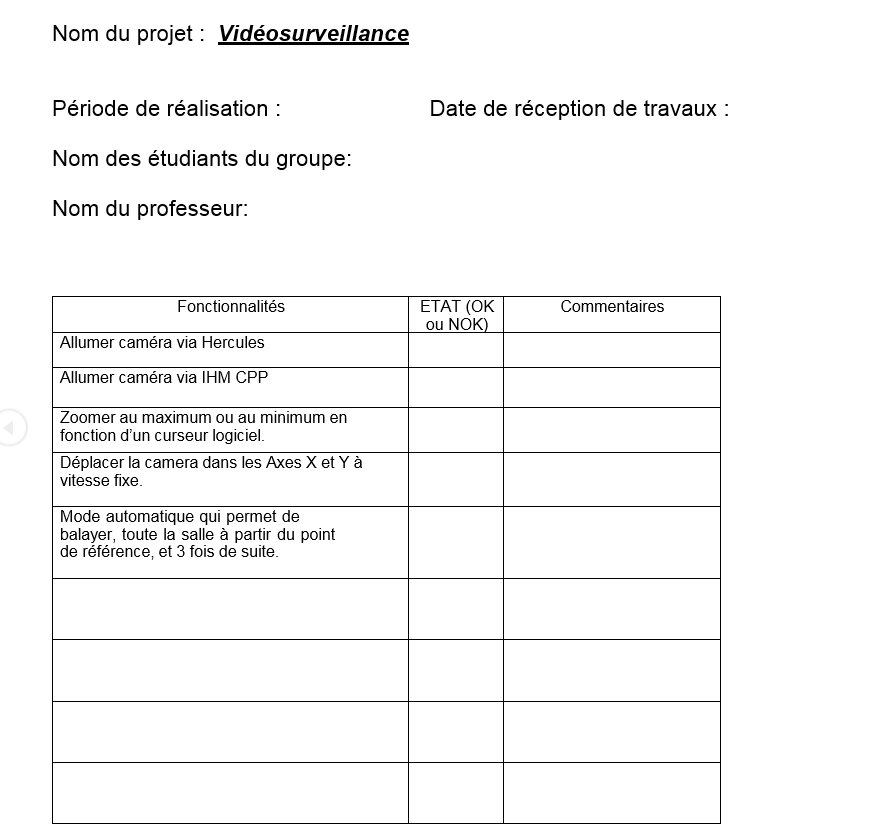 Nom du projet : Vidéosurveillance
Période de réalisation : Date de réception de travaux :
Nom des étudiants du groupe:
Nom du professeur:
Fonctionnalités ETAT (OK ou NOK) Commentaires
Allumer caméra via Hercules
Allumer caméra via IHM CPP
Zoomer au maximum ou au minimum en
fonction d'un curseur logiciel.
Déplacer la camera dans les Axes X et Y à
vitesse fixe.
Mode automatique qui permet de
balayer, toute la salle à partir du point
de référence, et 3 fois de suite.